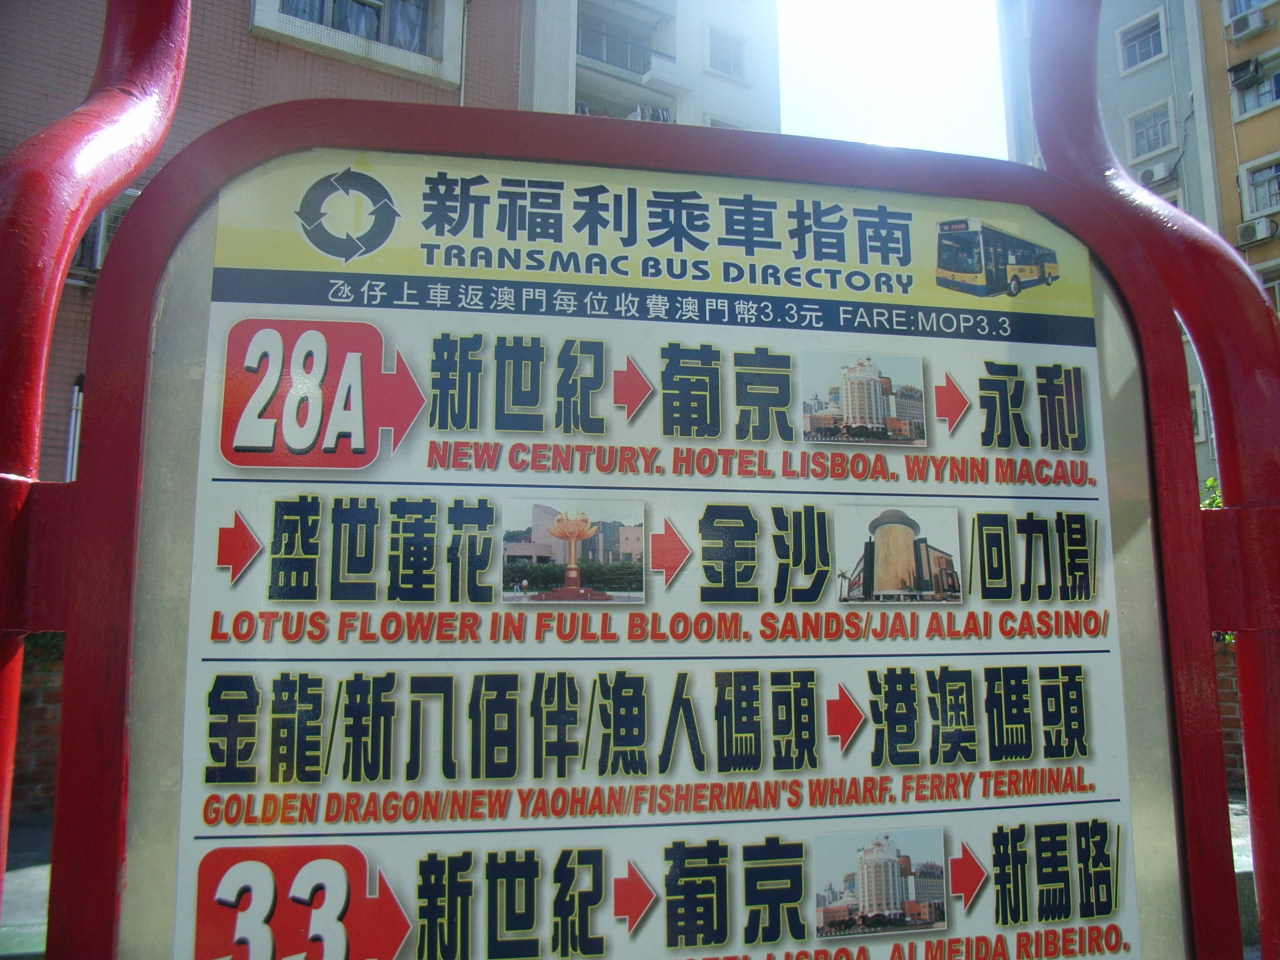 新福利乘車指南
TRANSMAC BUS DIRECTORY
氹仔上車返澳門每位收費澳門幣3.3元 FARE:MOP3.3
28A 新世紀 葡京 永利
NEW CENTURY. HOTEL LISBOA. WYNN MACAU.
盛世蓮花 金沙 /回力場/
LOTUS FLOWER IN FULL BLOOM. SANDS/JAI ALAI CASINO/
金龍/新八佰伴/漁人碼頭 港澳碼頭
GOLDEN DRAGON/NEW YAOHAN/FISHERMAN'S WHARF. FERRY TERMINAL.
33 新世紀 葡京 新馬路/
LISBOA. ALMEIDA RIBEIRO.